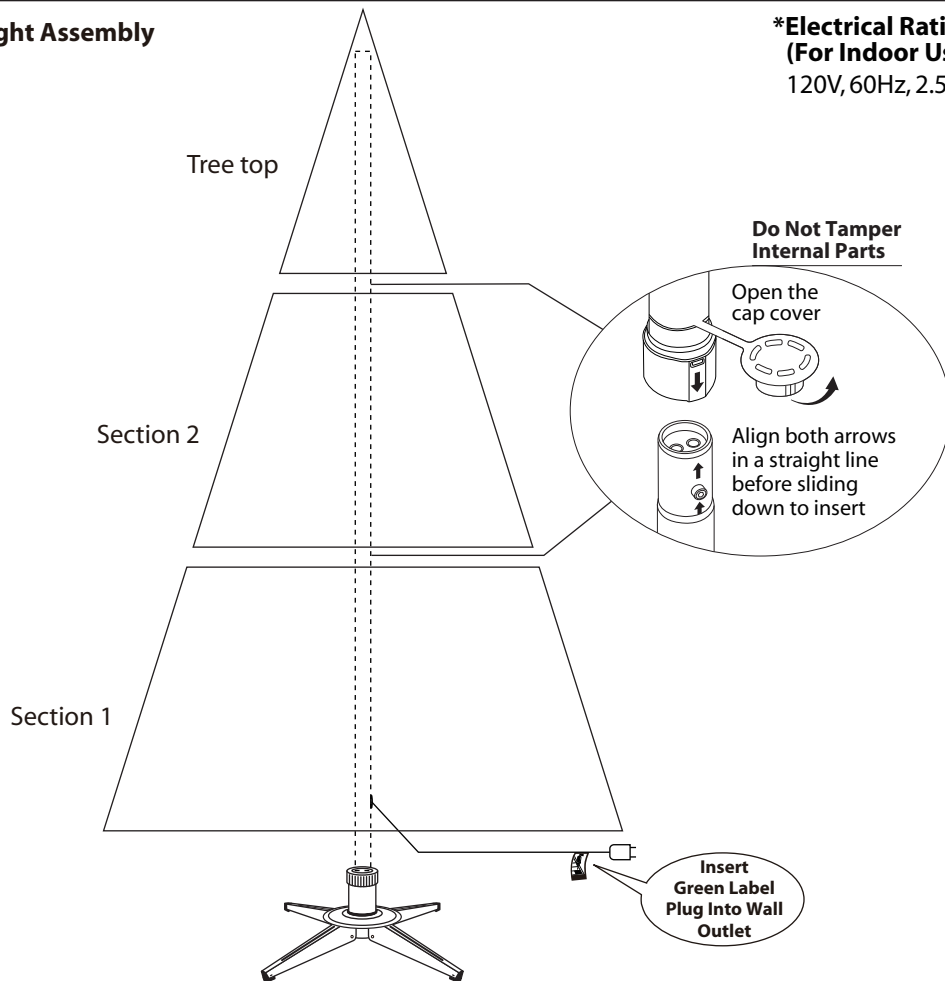 ght Assembly
*Electrical Rati
(For Indoor Us
120V, 60Hz, 2.5
Tree top
Do Not Tamper
Internal Parts
Open the
cap cover
Align both arrows
in a straight line
before sliding
down to insert
Section 2
Section 1
Insert
Green Label
Plug Into Wall
Outlet